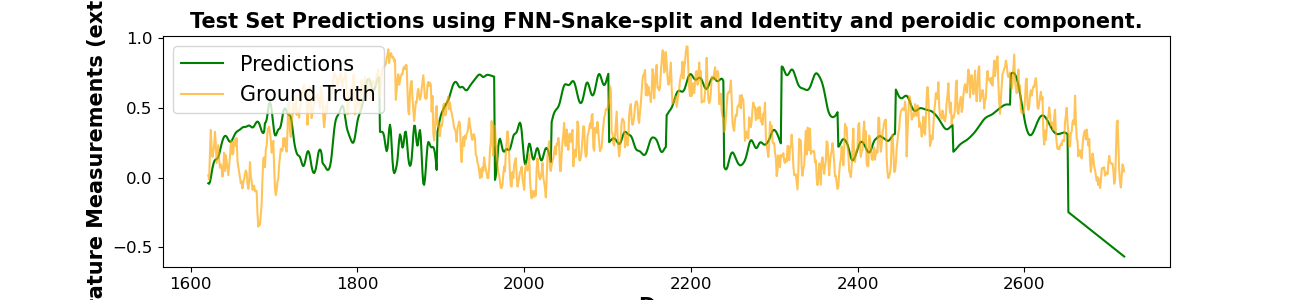 Test Set Predictions using FNN-Snake-split and Identity and peroidic component.
Predictions
Ground Truth
1.0
0.5
0.0
−0.5
1600
1800
2000
2200
2400
2600
Measurements